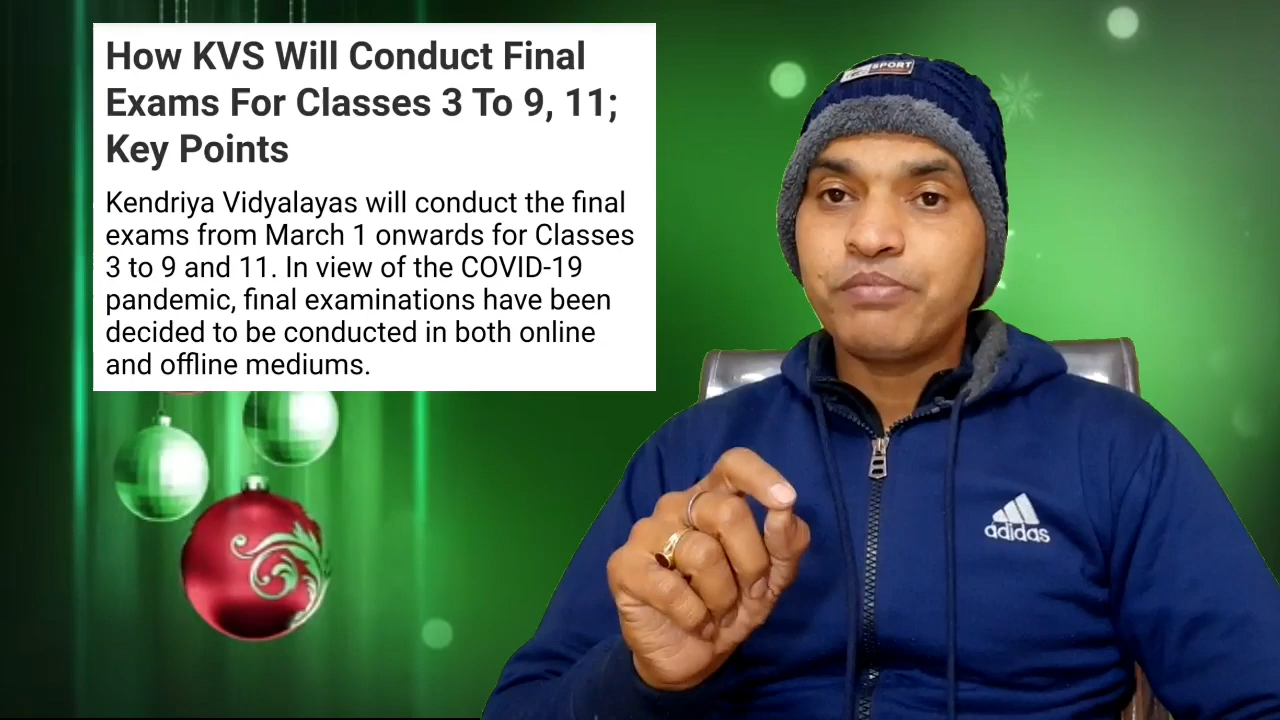 How KVS Will Conduct Final
Exams For Classes 3 To 9, 11;
Key Points
Kendriya Vidyalayas will conduct the final
exams from March 1 onwards for Classes
3 to 9 and 11. In view of the COVID-19
pandemic, final examinations have been
decided to be conducted in both online
and offline mediums.
SPORT
adidas